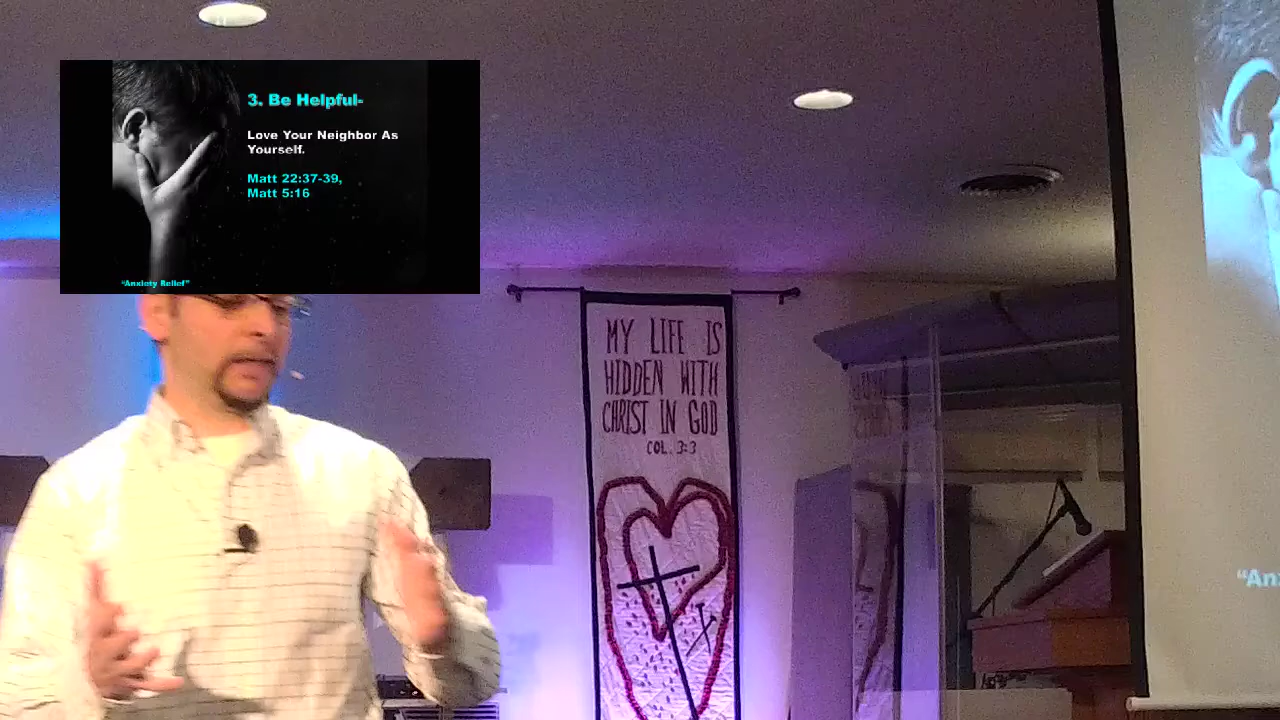 3. Be Helpful-
Love Your Neighbor As
Yourself.
Matt 22:37-39,
Matt 5:16
"Anxiety Relief"
MY LIFE IS
HIDDEN WITH
CHRIST IN GOD
COL. 3:3
"An